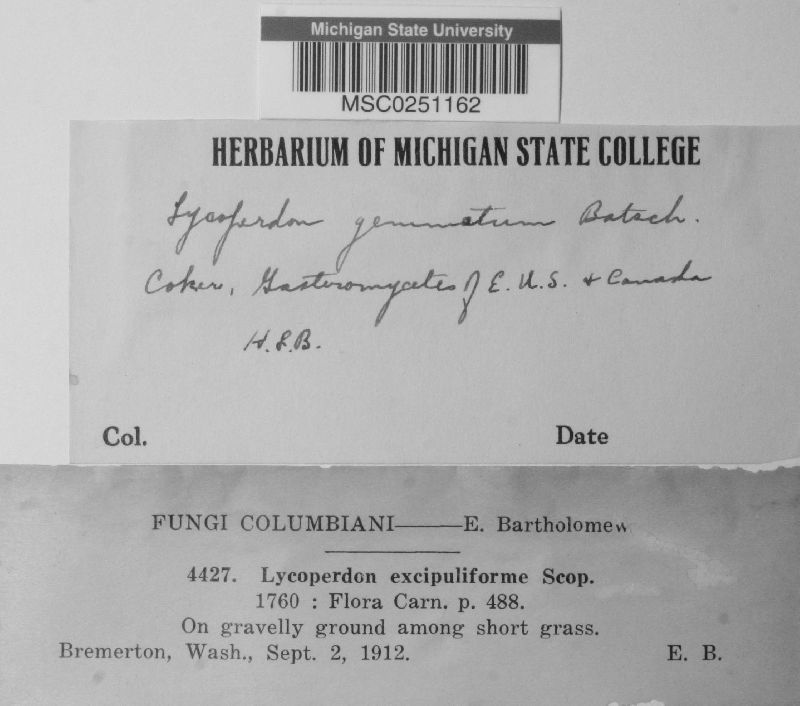 Michigan State University
MSC0251162
HERBARIUM OF MICHIGAN STATE COLLEGE
Lycoperdon gemmatum Batsch.
Coker, Gasteromycetes of E. U.S. & Canada
H.L.B.
Col. Date
FUNGI COLUMBIANI——E. Bartholomew
4427. Lycoperdon excipuliforme Scop.
1760 : Flora Carn. p. 488.
On gravelly ground among short grass.
Bremerton, Wash., Sept. 2, 1912. E. B.